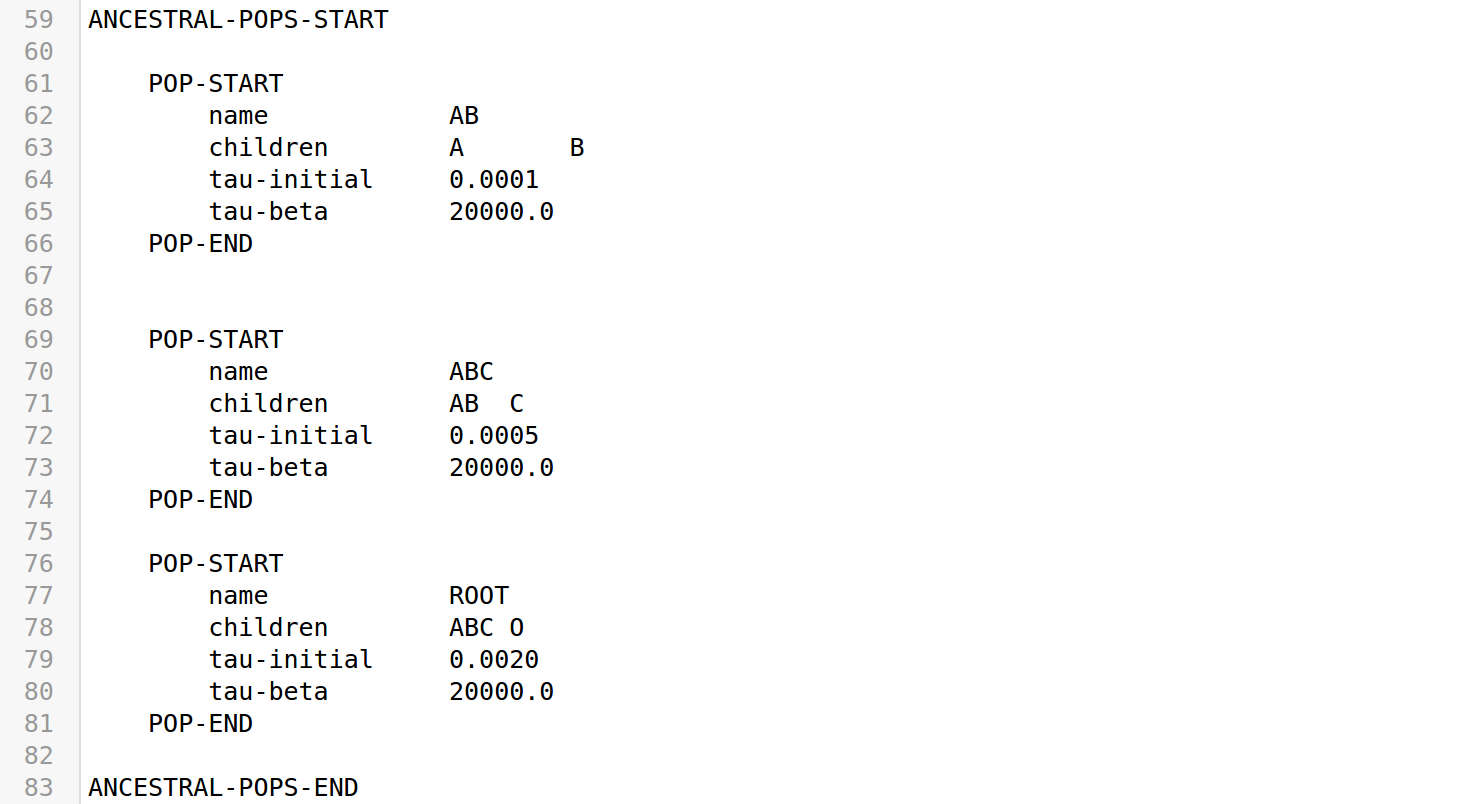 59 ANCESTRAL-POPS-START
60
61     POP-START
62         name            AB
63         children        A       B
64         tau-initial     0.0001
65         tau-beta        20000.0
66     POP-END
67
68
69     POP-START
70         name            ABC
71         children        AB  C
72         tau-initial     0.0005
73         tau-beta        20000.0
74     POP-END
75
76     POP-START
77         name            ROOT
78         children        ABC O
79         tau-initial     0.0020
80         tau-beta        20000.0
81     POP-END
82
83 ANCESTRAL-POPS-END